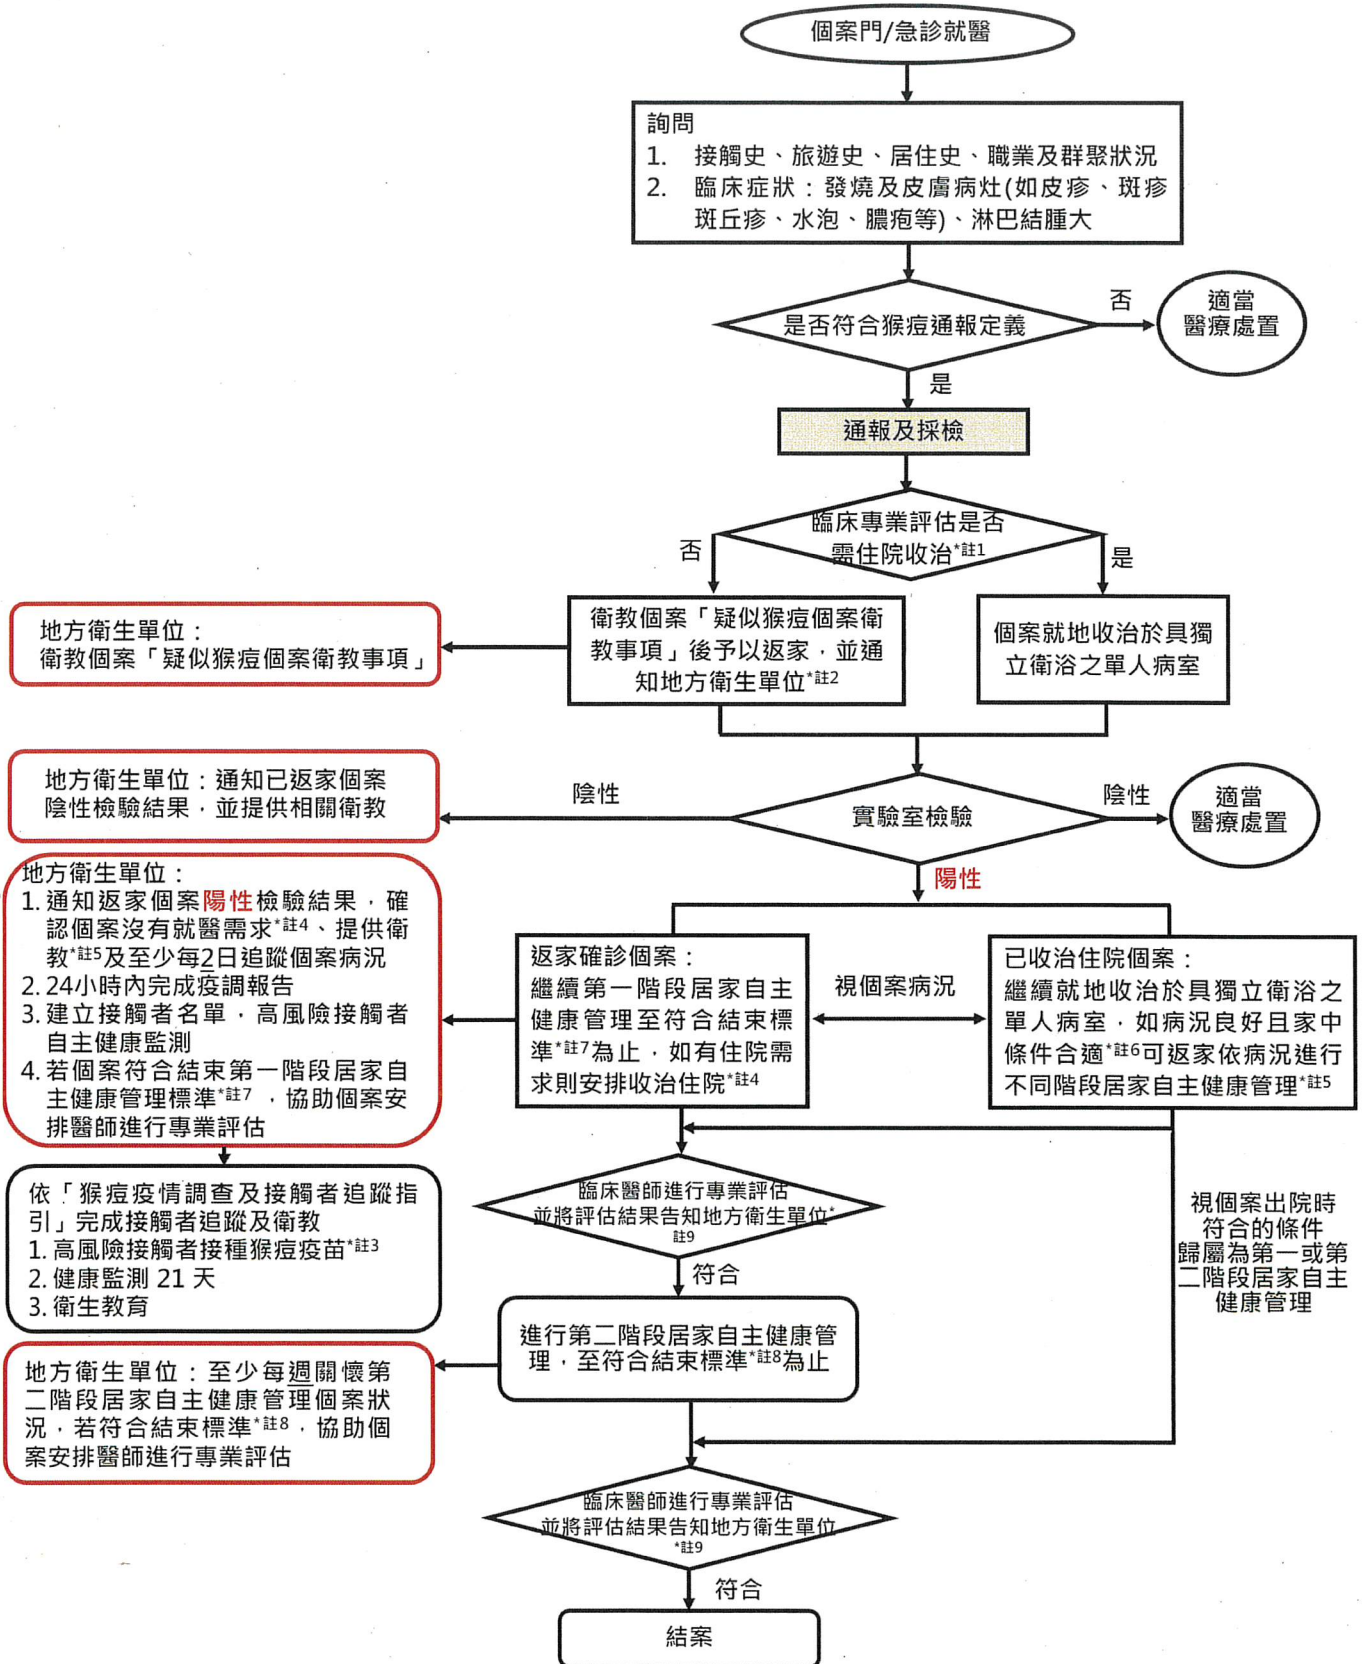 個案門/急診就醫
詢問
1. 接觸史、旅遊史、居住史、職業及群聚狀況
2. 臨床症狀：發燒及皮膚病灶(如皮疹、斑疹
斑丘疹、水泡、膿疱等)、淋巴結腫大
是否符合猴痘通報定義
否
適當
醫療處置
是
通報及採檢
臨床專業評估是否
需住院收治*註1
否
是
地方衛生單位：
衛教個案「疑似猴痘個案衛教事項」
衛教個案「疑似猴痘個案衛
教事項」後予以返家，並通
知地方衛生單位*註2
個案就地收治於具獨
立衛浴之單人病室
地方衛生單位：通知已返家個案
陰性檢驗結果，並提供相關衛教
陰性
實驗室檢驗
陰性
適當
醫療處置
陽性
地方衛生單位：
1. 通知返家個案陽性檢驗結果，確
認個案沒有就醫需求*註4、提供衛
教*註5及至少每2日追蹤個案病況
2. 24小時內完成疫調報告
3. 建立接觸者名單，高風險接觸者
自主健康監測
4. 若個案符合結束第一階段居家自
主健康管理標準*註7，協助個案安
排醫師進行專業評估
返家確診個案：
繼續第一階段居家自主
健康管理至符合結束標
準*註7為止，如有住院需
求則安排收治住院*註4
視個案病況
已收治住院個案：
繼續就地收治於具獨立衛浴之
單人病室，如病況良好且家中
條件合適*註6可返家依病況進行
不同階段居家自主健康管理*註5
依「猴痘疫情調查及接觸者追蹤指
引」完成接觸者追蹤及衛教
1. 高風險接觸者接種猴痘疫苗*註3
2. 健康監測 21 天
3. 衛生教育
臨床醫師進行專業評估
並將評估結果告知地方衛生單位*
註9
視個案出院時
符合的條件
歸屬為第一或第
二階段居家自主
健康管理
符合
進行第二階段居家自主健康管
理，至符合結束標準*註8為止
地方衛生單位：至少每週關懷第
二階段居家自主健康管理個案狀
況，若符合結束標準*註8，協助個
案安排醫師進行專業評估
臨床醫師進行專業評估
並將評估結果告知地方衛生單位
*註9
符合
結案